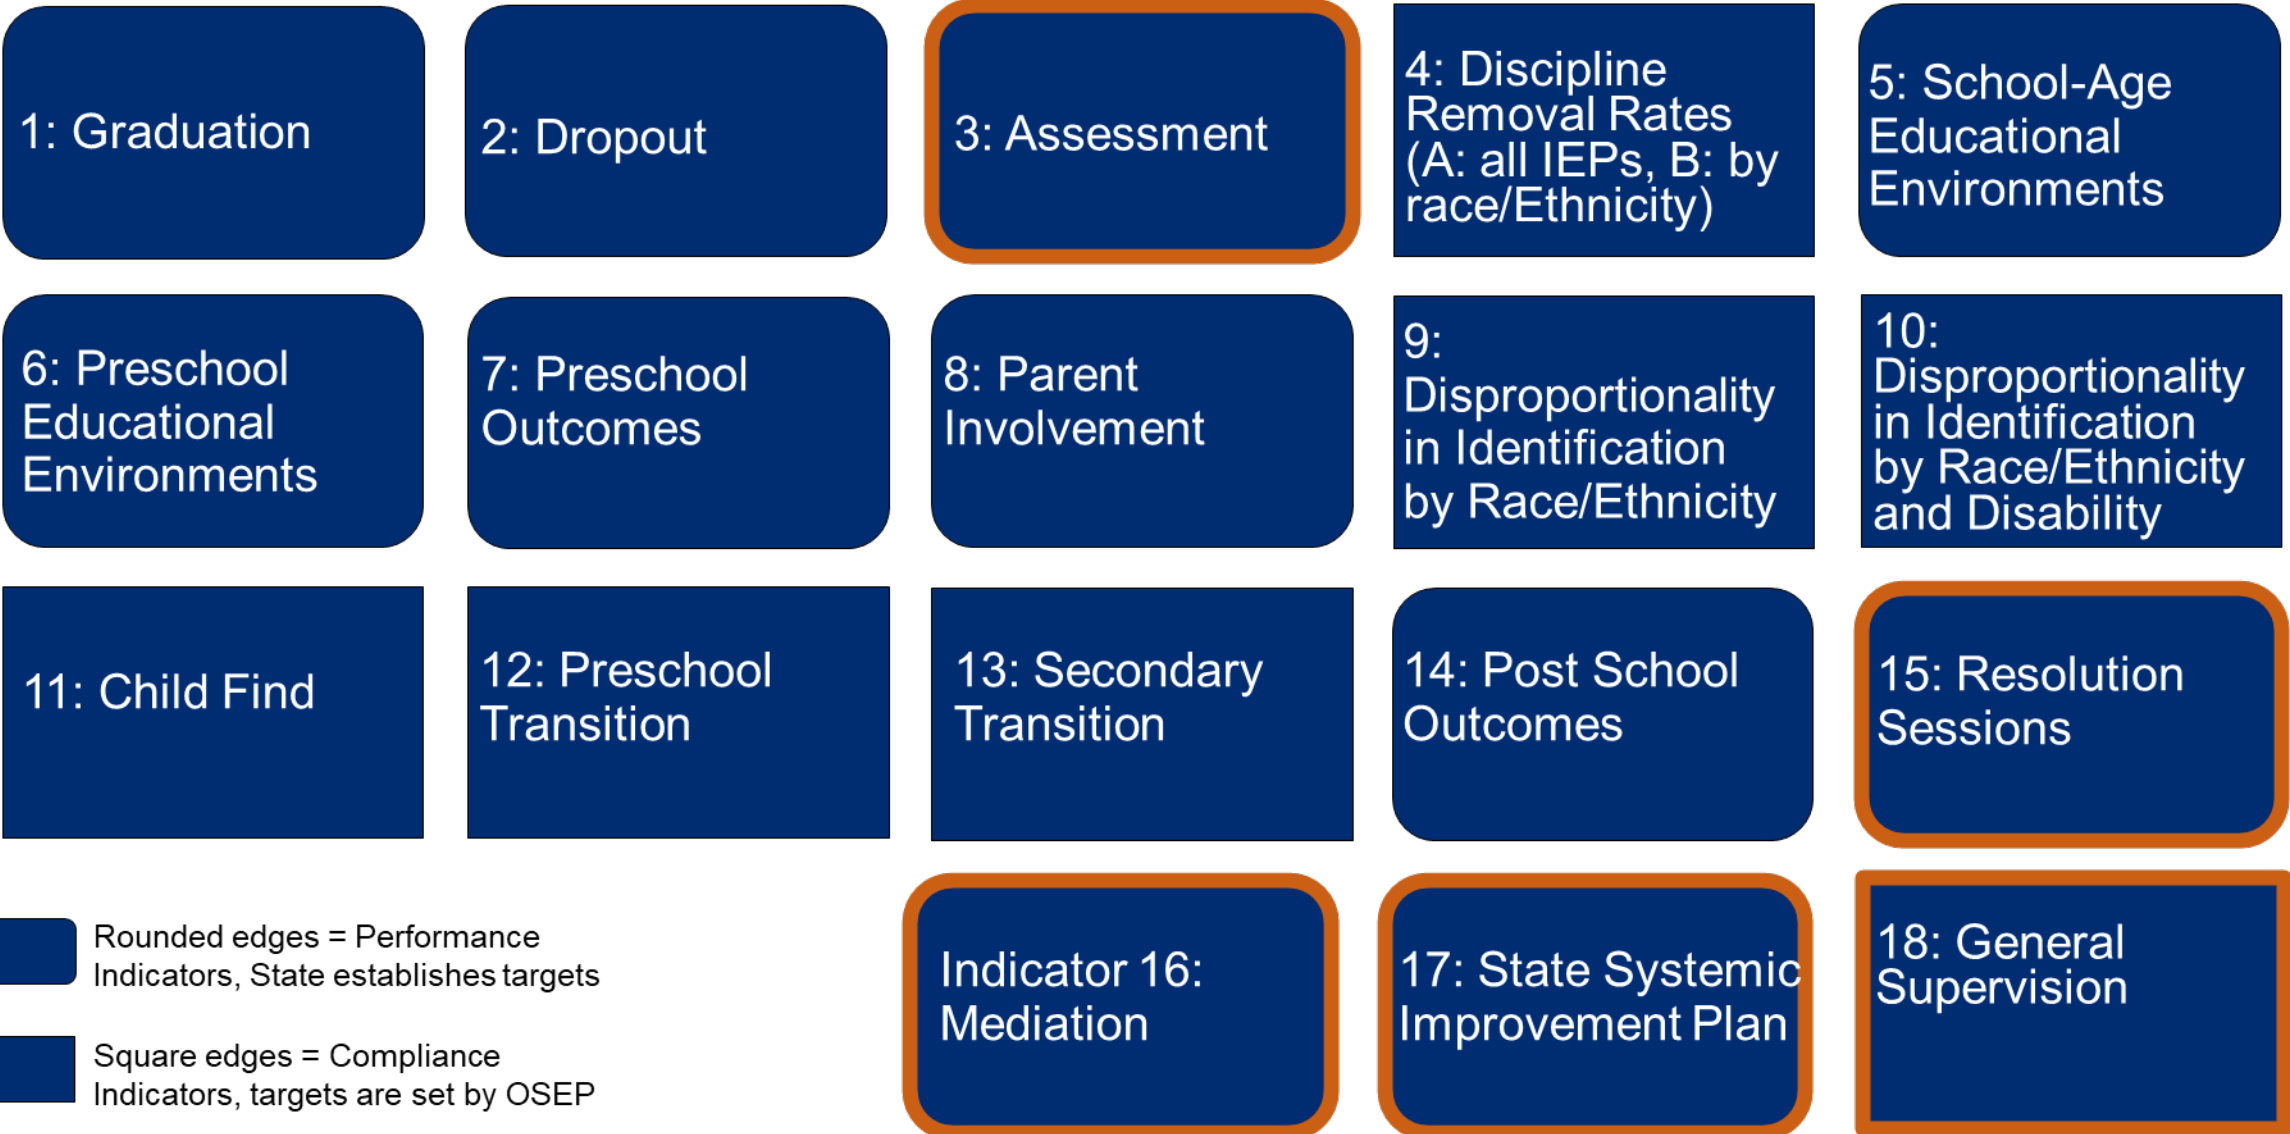 1: Graduation
2: Dropout
3: Assessment
4: Discipline
Removal Rates
(A: all IEPs, B: by
race/Ethnicity)
5: School-Age
Educational
Environments
6: Preschool
Educational
Environments
7: Preschool
Outcomes
8: Parent
Involvement
9:
Disproportionality
in Identification
by Race/Ethnicity
10:
Disproportionality
in Identification
by Race/Ethnicity
and Disability
11: Child Find
12: Preschool
Transition
13: Secondary
Transition
14: Post School
Outcomes
15: Resolution
Sessions
Rounded edges = Performance
Indicators, State establishes targets
Square edges = Compliance
Indicators, targets are set by OSEP
Indicator 16:
Mediation
17: State Systemic
Improvement Plan
18: General
Supervision